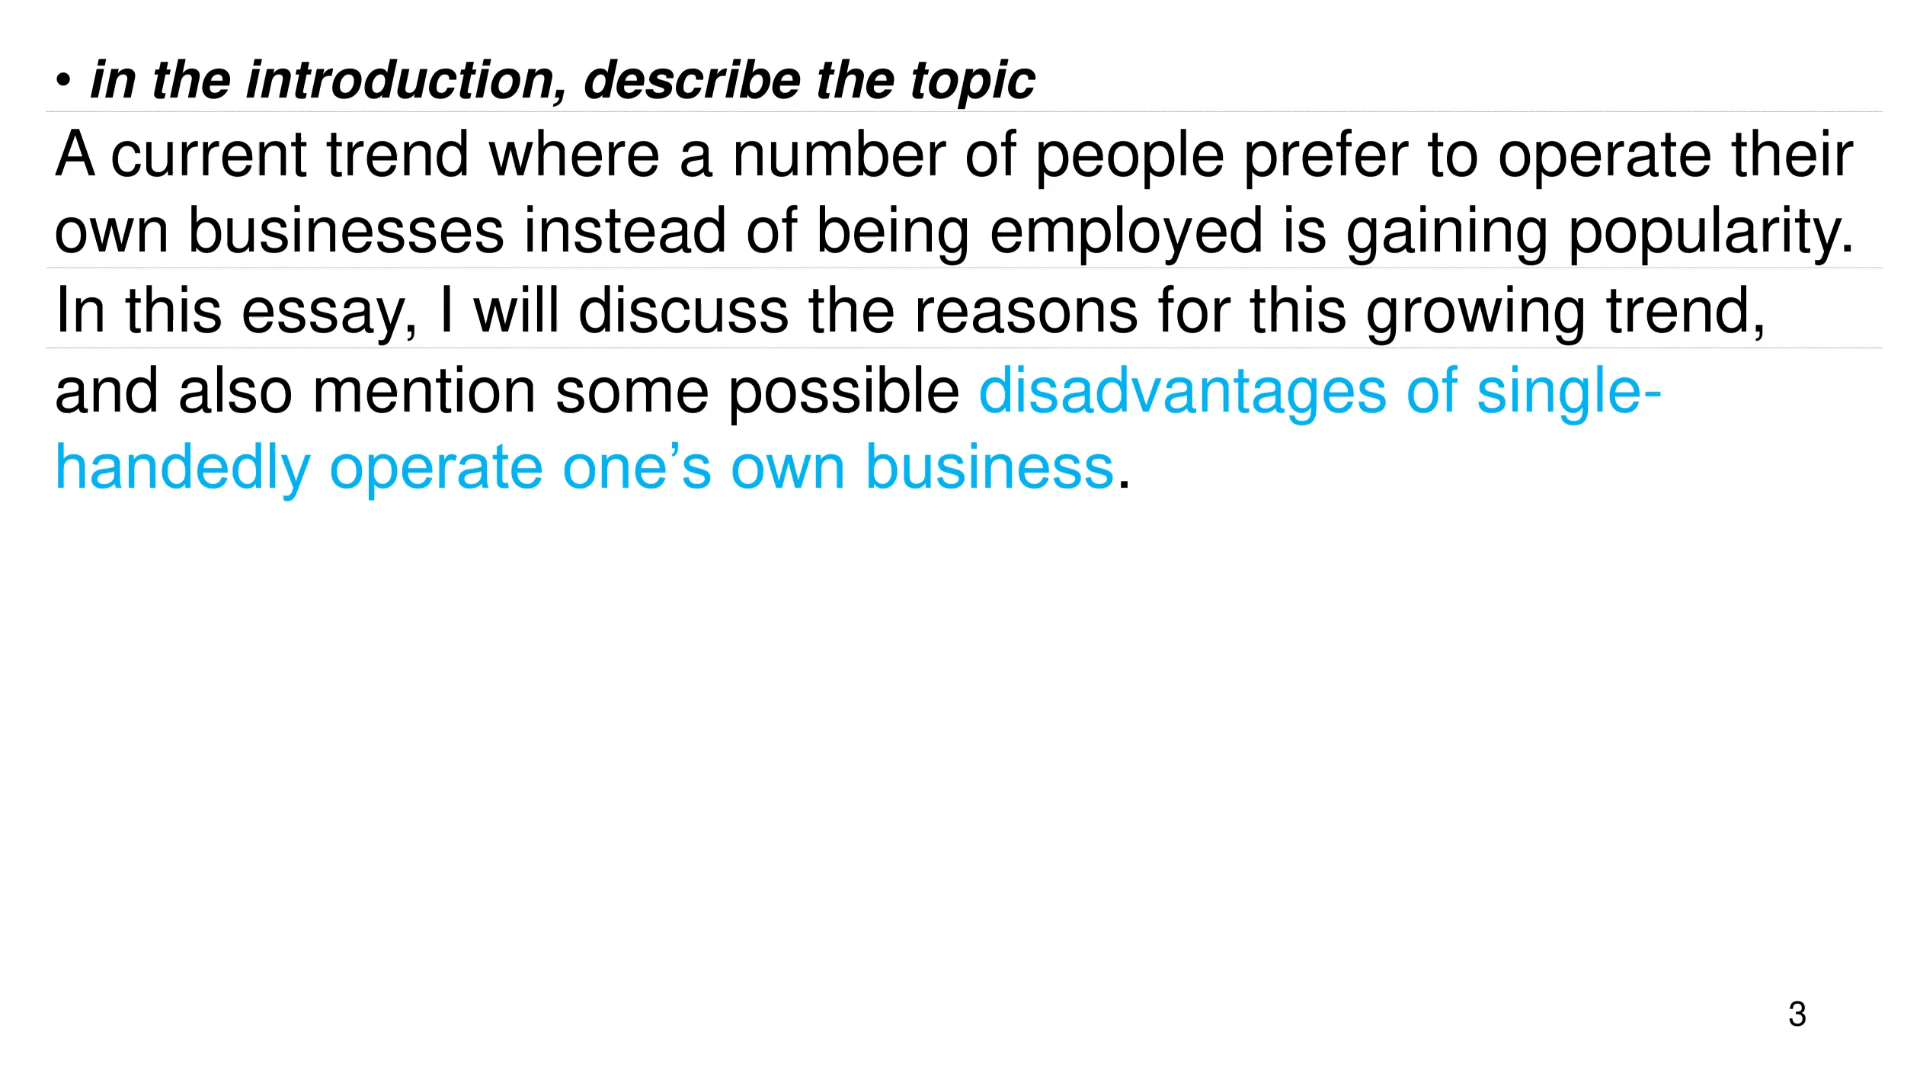 • in the introduction, describe the topic
A current trend where a number of people prefer to operate their
own businesses instead of being employed is gaining popularity.
In this essay, I will discuss the reasons for this growing trend,
and also mention some possible disadvantages of single-
handedly operate one’s own business.
3